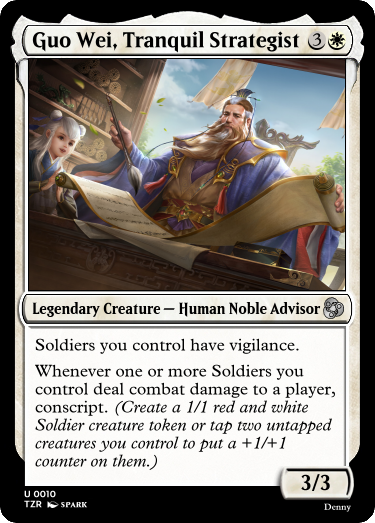 Guo Wei, Tranquil Strategist 3
Legendary Creature — Human Noble Advisor
Soldiers you control have vigilance.
Whenever one or more Soldiers you
control deal combat damage to a player,
conscript. (Create a 1/1 red and white
Soldier creature token or tap two untapped
creatures you control to put a +1/+1
counter on them.)
3/3
U 0010
TZR SPARK
Denny